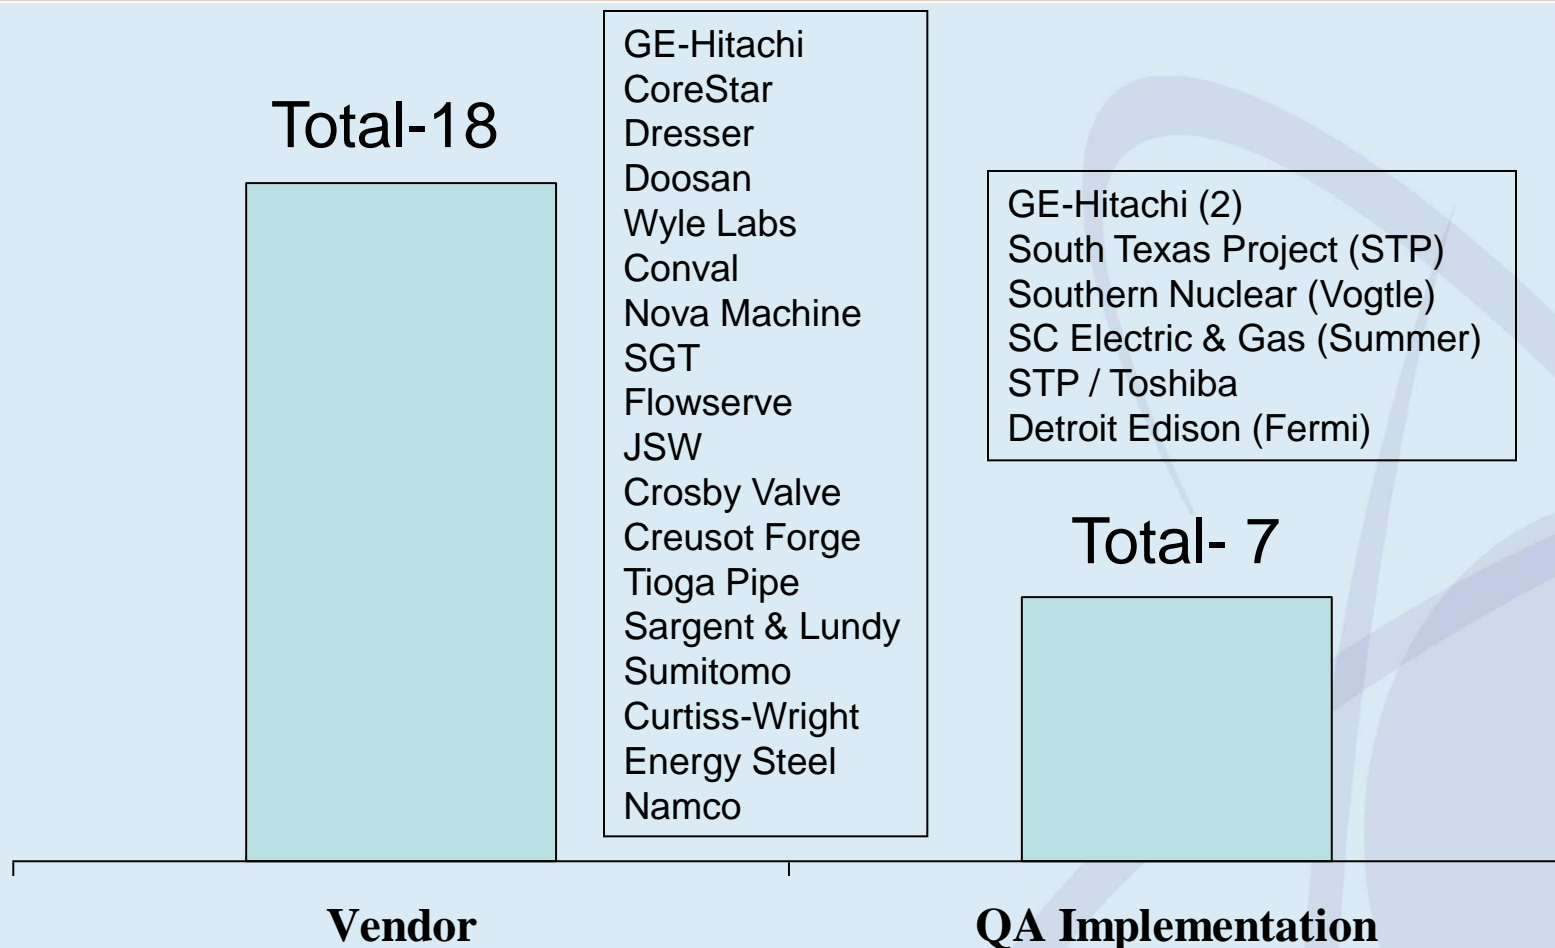 Total-18
GE-Hitachi
CoreStar
Dresser
Doosan
Wyle Labs
Conval
Nova Machine
SGT
Flowserve
JSW
Crosby Valve
Creusot Forge
Tioga Pipe
Sargent & Lundy
Sumitomo
Curtiss-Wright
Energy Steel
Namco
GE-Hitachi (2)
South Texas Project (STP)
Southern Nuclear (Vogtle)
SC Electric & Gas (Summer)
STP / Toshiba
Detroit Edison (Fermi)
Total- 7
Vendor
QA Implementation